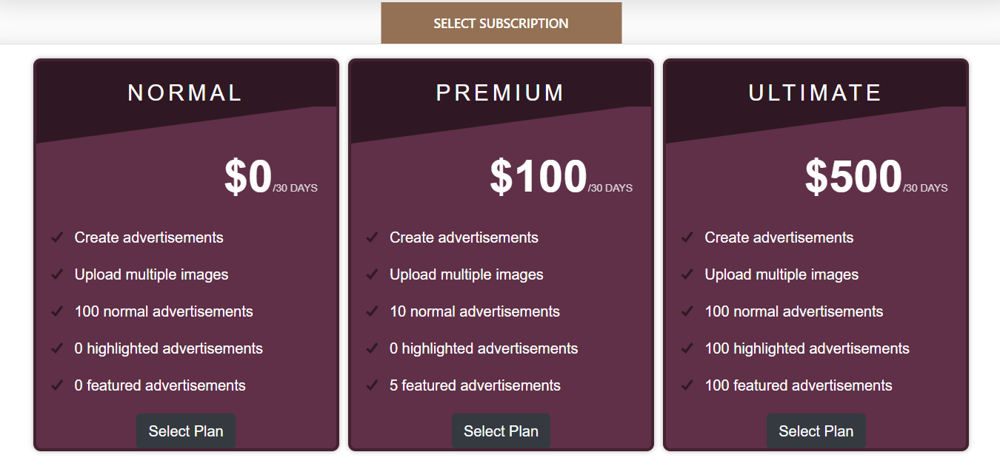 SELECT SUBSCRIPTION
NORMAL
$0/30 DAYS
Create advertisements
Upload multiple images
100 normal advertisements
0 highlighted advertisements
0 featured advertisements
Select Plan
PREMIUM
$100/30 DAYS
Create advertisements
Upload multiple images
10 normal advertisements
0 highlighted advertisements
5 featured advertisements
Select Plan
ULTIMATE
$500/30 DAYS
Create advertisements
Upload multiple images
100 normal advertisements
100 highlighted advertisements
100 featured advertisements
Select Plan